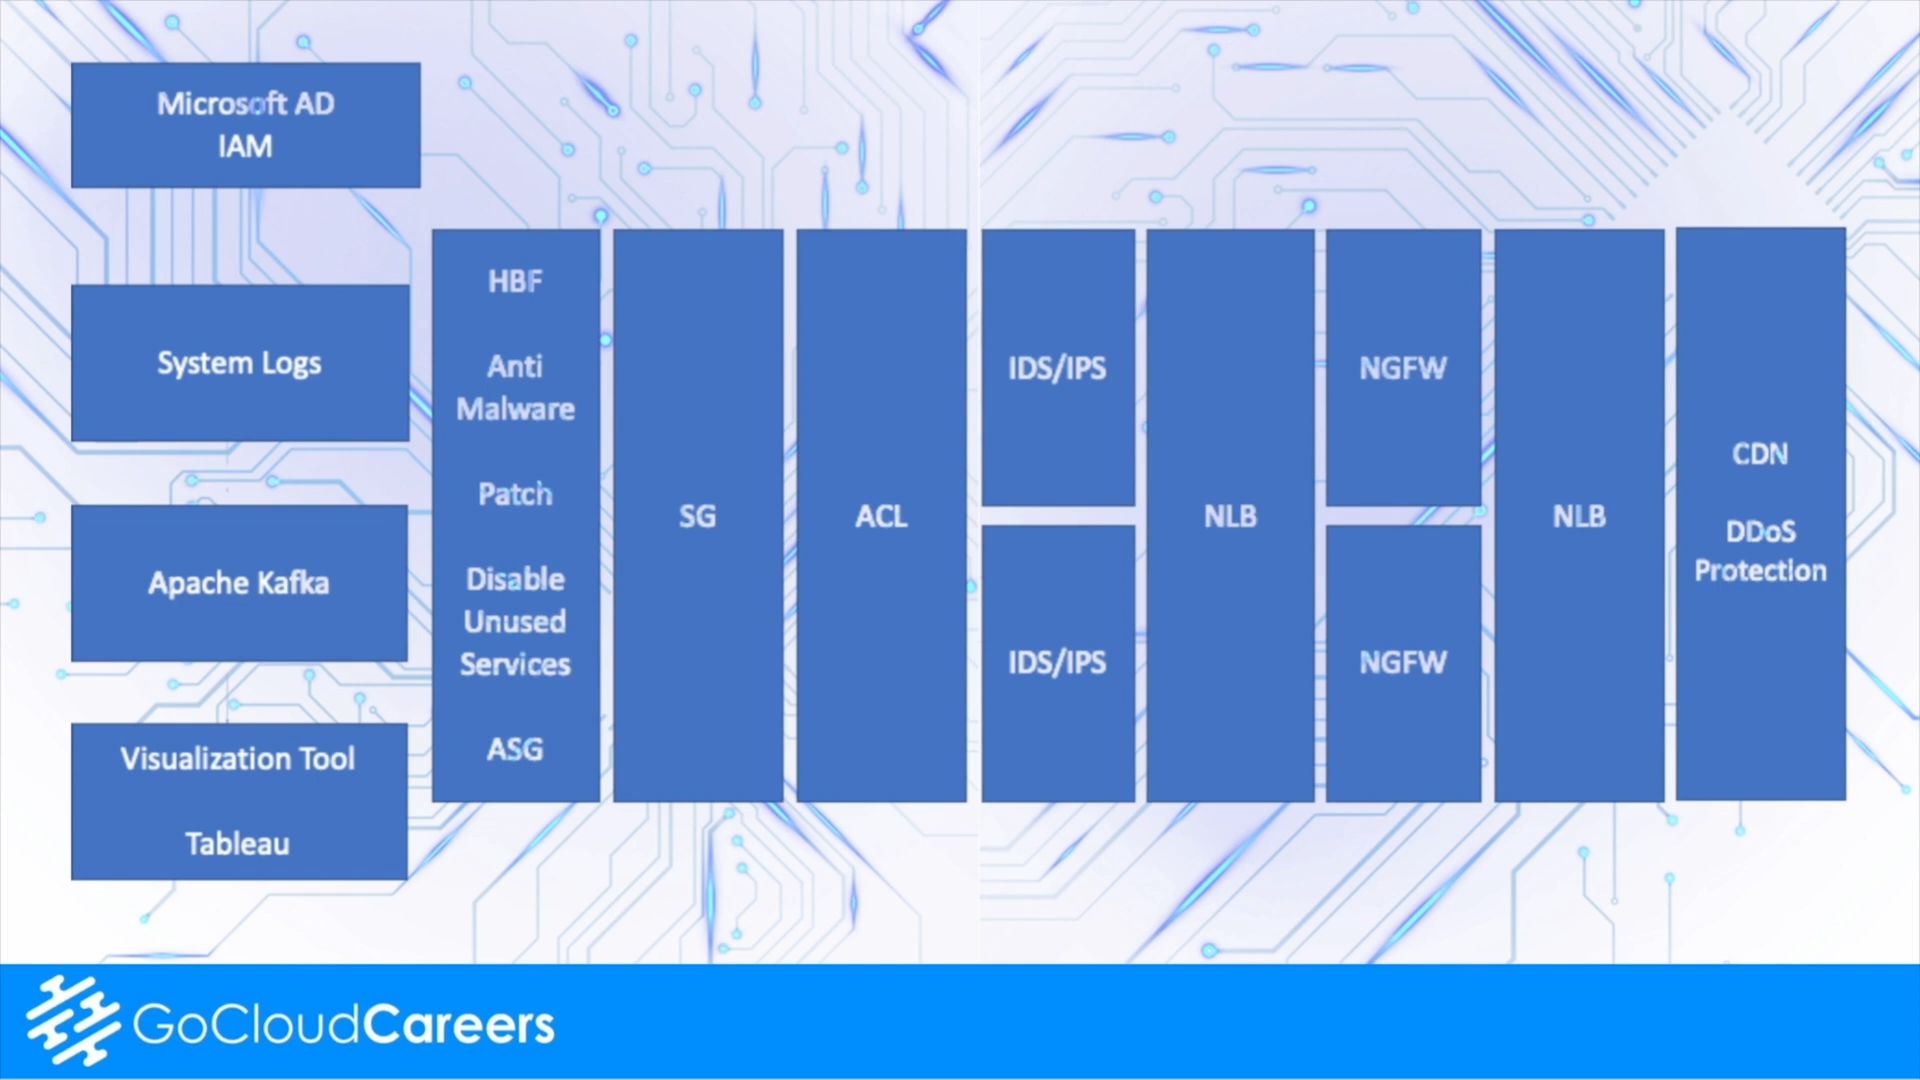 Microsoft AD
IAM
System Logs
Apache Kafka
Visualization Tool
Tableau
HBF
Anti
Malware
Patch
Disable
Unused
Services
ASG
SG
ACL
IDS/IPS
IDS/IPS
NLB
NGFW
NGFW
NLB
CDN
DDoS
Protection
GoCloudCareers